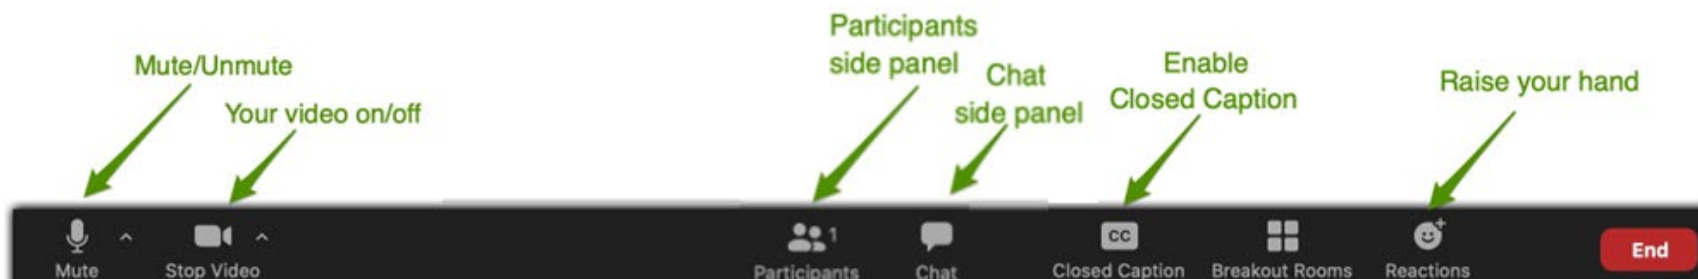 Mute/Unmute
Your video on/off
Participants
side panel
Chat
side panel
Enable
Closed Caption
Raise your hand
1
CC
End
Mute
Stop Video
Participants
Chat
Closed Caption
Breakout Rooms
Reactions